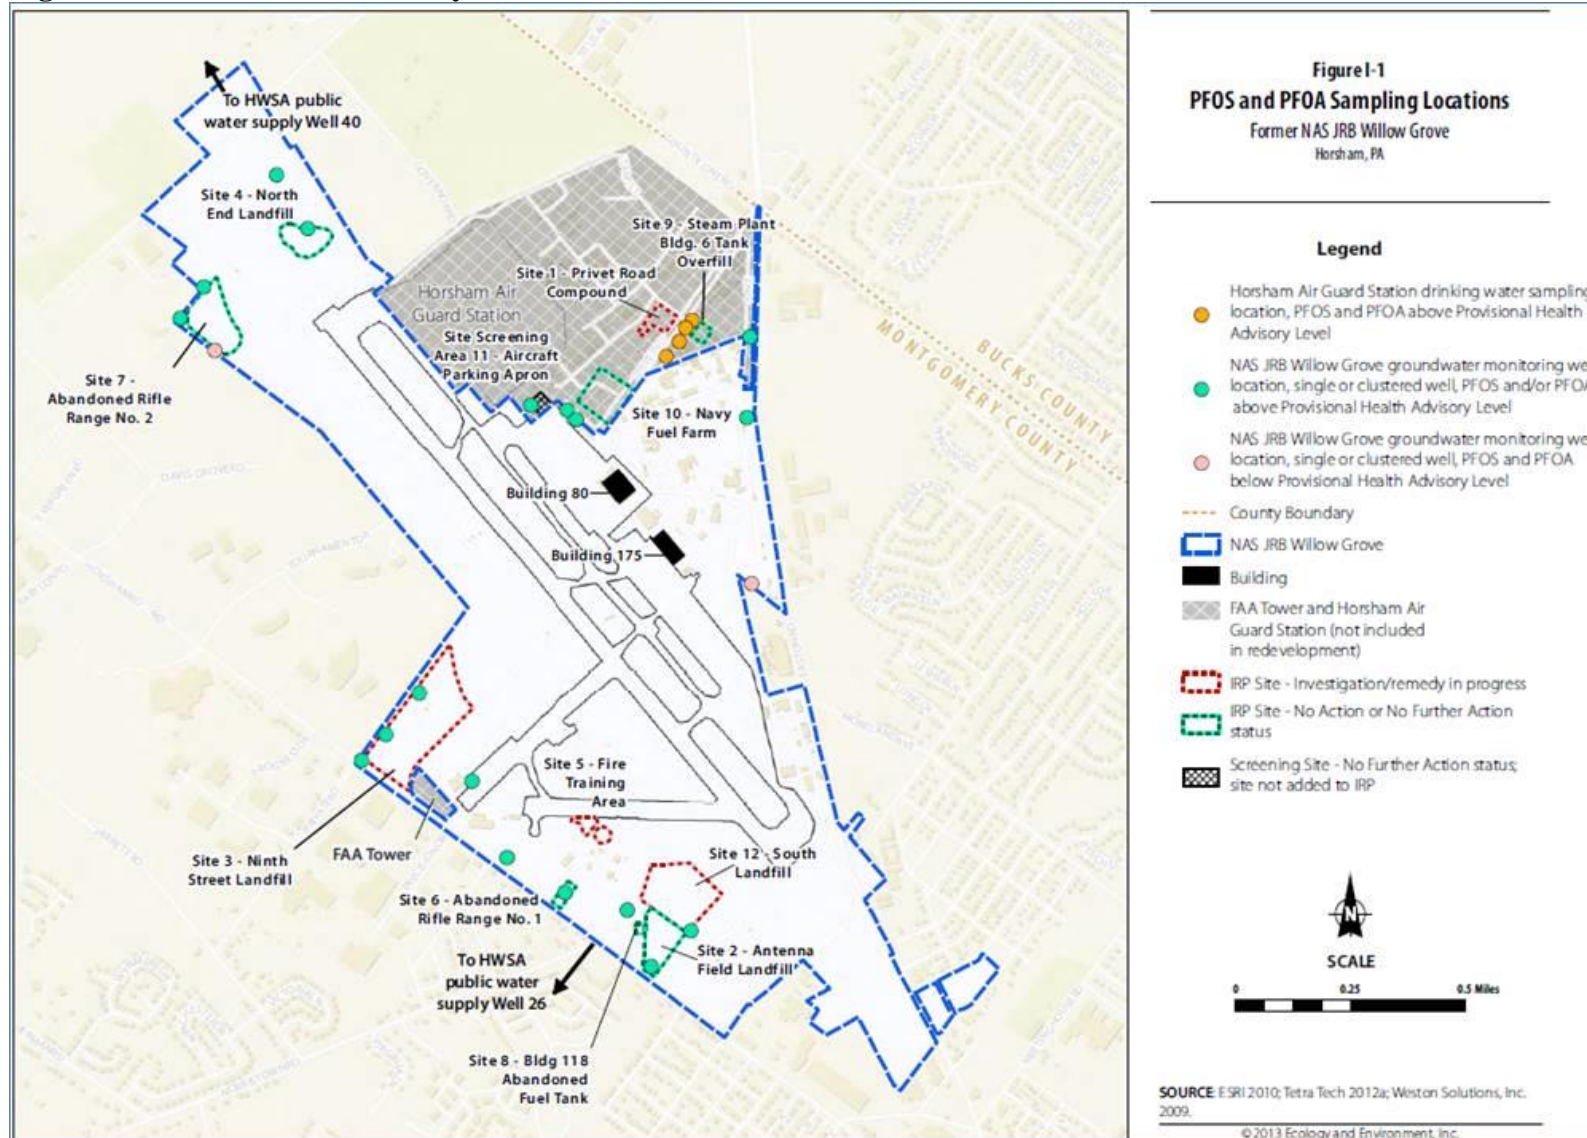 To HWSA public
water supply Well 40
Site 4 - North
End Landfill
Site 9 - Steam Plant
Bldg. 6 Tank
Overfill
Site 1 - Privet Road
Compound
Horsham Air
Guard Station
Site Screening
Area 11 - Aircraft
Parking Apron
Site 7 -
Abandoned Rifle
Range No. 2
Site 10 - Navy
Fuel Farm
BUCKS COUNTY
MONTGOMERY COUNTY
Building 80
Building 175
Site 5 - Fire
Training
Area
Site 3 - Ninth
Street Landfill
FAA Tower
Site 12 - South
Landfill
Site 6 - Abandoned
Rifle Range No. 1
To HWSA
public water
supply Well 26
Site 2 - Antenna
Field Landfill
Site 8 - Bldg 118
Abandoned
Fuel Tank
Figure I-1
PFOS and PFOA Sampling Locations
Former NAS JRB Willow Grove
Horsham, PA
Legend
Horsham Air Guard Station drinking water sampling
location, PFOS and PFOA above Provisional Health
Advisory Level
NAS JRB Willow Grove groundwater monitoring we
location, single or clustered well, PFOS and/or PFOA
above Provisional Health Advisory Level
NAS JRB Willow Grove groundwater monitoring we
location, single or clustered well, PFOS and PFOA
below Provisional Health Advisory Level
County Boundary
NAS JRB Willow Grove
Building
FAA Tower and Horsham Air
Guard Station (not included
in redevelopment)
IRP Site - Investigation/remedy in progress
IRP Site - No Action or No Further Action
status
Screening Site - No Further Action status;
site not added to IRP
N
SCALE
0 0.25 0.5 Miles
SOURCE: ESRI 2010; Tetra Tech 2012a; Weston Solutions, Inc.
2009.
©2013 Ecology and Environment, Inc.